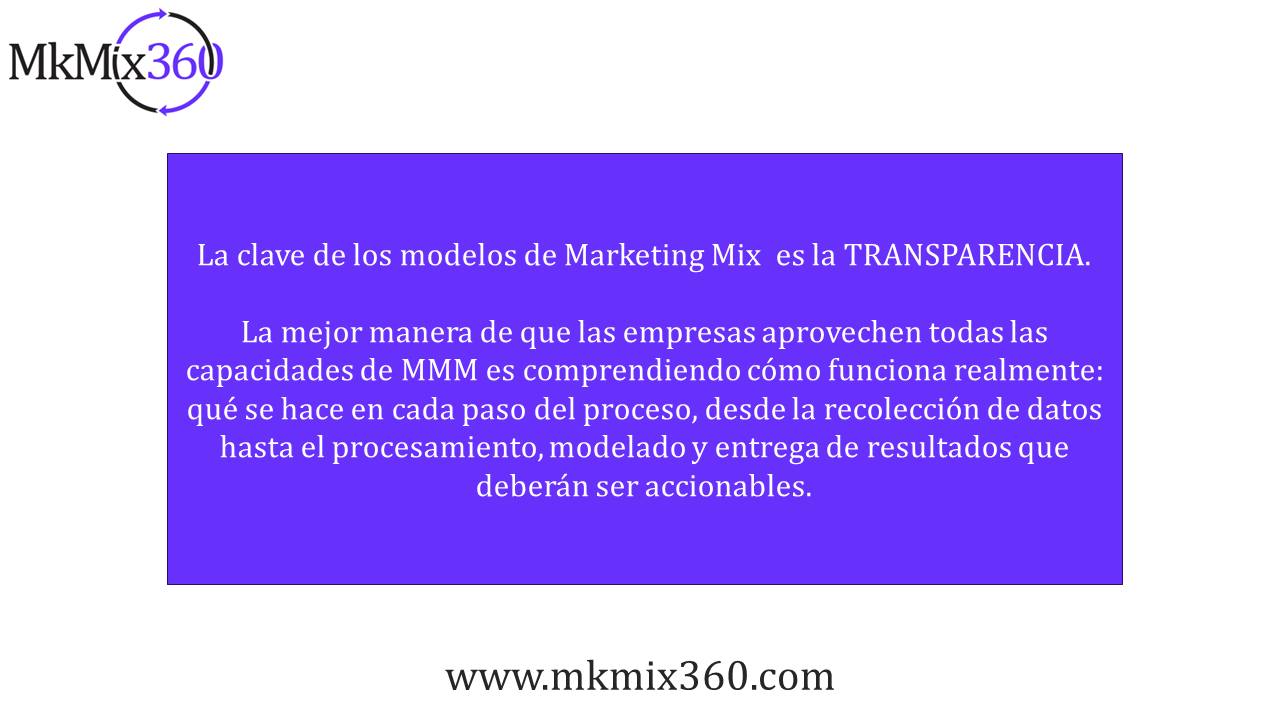 MkMix360
La clave de los modelos de Marketing Mix  es la TRANSPARENCIA.
La mejor manera de que las empresas aprovechen todas las
capacidades de MMM es comprendiendo cómo funciona realmente:
qué se hace en cada paso del proceso, desde la recolección de datos
hasta el procesamiento, modelado y entrega de resultados que
deberán ser accionables.
www.mkmix360.com